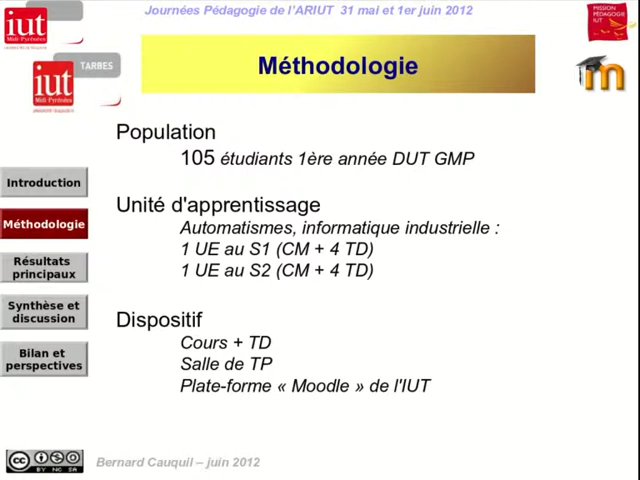 Journées Pédagogie de l'ARIUT 31 mai et 1er juin 2012
iut
Midi-Pyrénées
TARBES
iut
Midi-Pyrénées
MISSION
PÉDAGOGIE
IUT
m
Méthodologie
Population
105 étudiants 1ère année DUT GMP
Unité d'apprentissage
Automatismes, informatique industrielle :
1 UE au S1 (CM + 4 TD)
1 UE au S2 (CM + 4 TD)
Dispositif
Cours + TD
Salle de TP
Plate-forme « Moodle » de l'IUT
Introduction
Méthodologie
Résultats
principaux
Synthèse et
discussion
Bilan et
perspectives
cc
BY NC SA
Bernard Cauquil – juin 2012